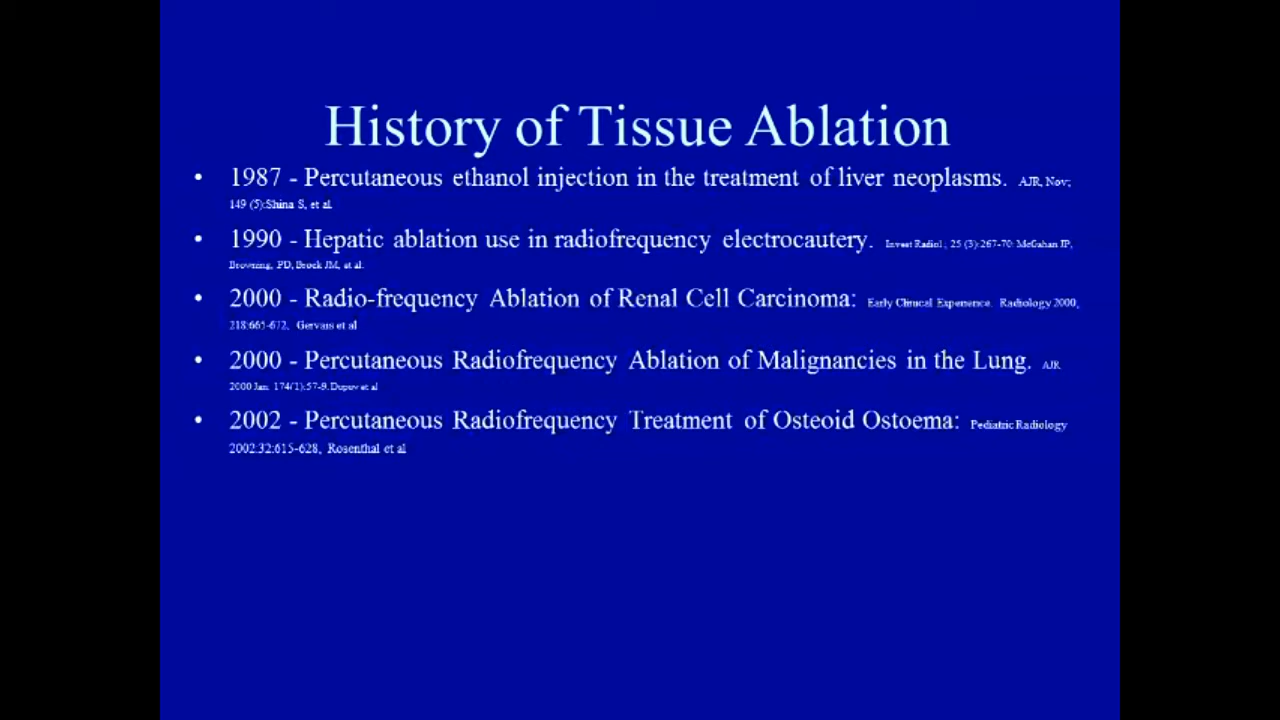 History of Tissue Ablation
• 1987 - Percutaneous ethanol injection in the treatment of liver neoplasms. AJR, Nov;
149 (5):Shina S, et al.
• 1990 - Hepatic ablation use in radiofrequency electrocautery. Invest Radiol ; 25 (3):267-70: McGahan JP,
Browning, PD, Brock JM, et al.
• 2000 - Radio-frequency Ablation of Renal Cell Carcinoma: Early Clinical Experience. Radiology 2000,
218:665-672, Gervais et al
• 2000 - Percutaneous Radiofrequency Ablation of Malignancies in the Lung. AJR
2000 Jan. 174(1):57-9. Dupuy et al
• 2002 - Percutaneous Radiofrequency Treatment of Osteoid Ostoema: Pediatric Radiology
2002:32:615-628, Rosenthal et al